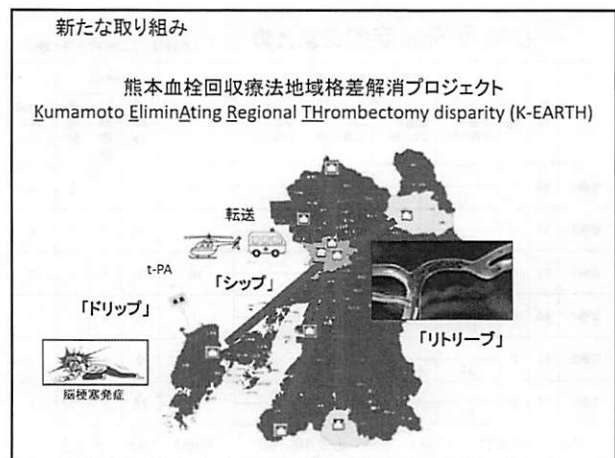 新たな取り組み
熊本血栓回収療法地域格差解消プロジェクト
Kumamoto EliminAting Regional THrombectomy disparity (K-EARTH)
転送
t-PA
「シップ」
「ドリップ」
「リトリーブ」
脳梗塞発症